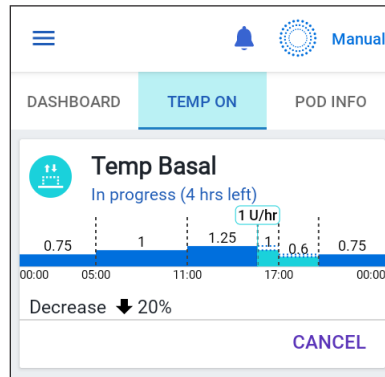 Manual
DASHBOARD TEMP ON POD INFO
Temp Basal
In progress (4 hrs left)
1 U/hr
0.75 1 1.25 1. 0.6 0.75
00:00 05:00 11:00 17:00 00:00
Decrease 20%
CANCEL